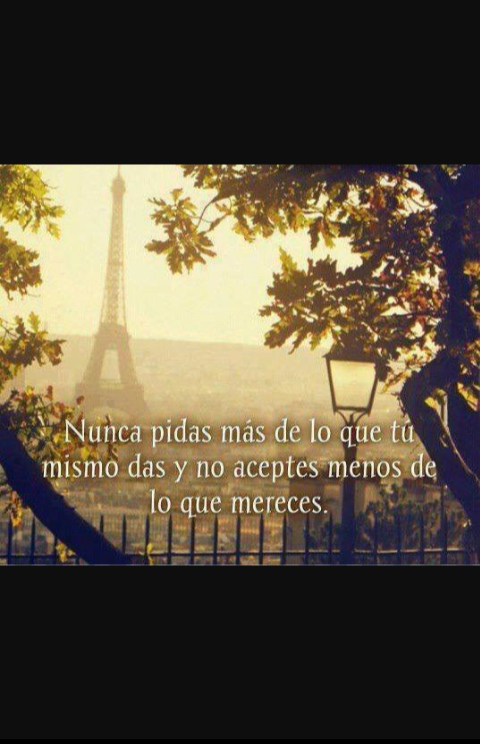 Nunca pidas más de lo que tú
mismo das y no aceptes menos de
lo que mereces.